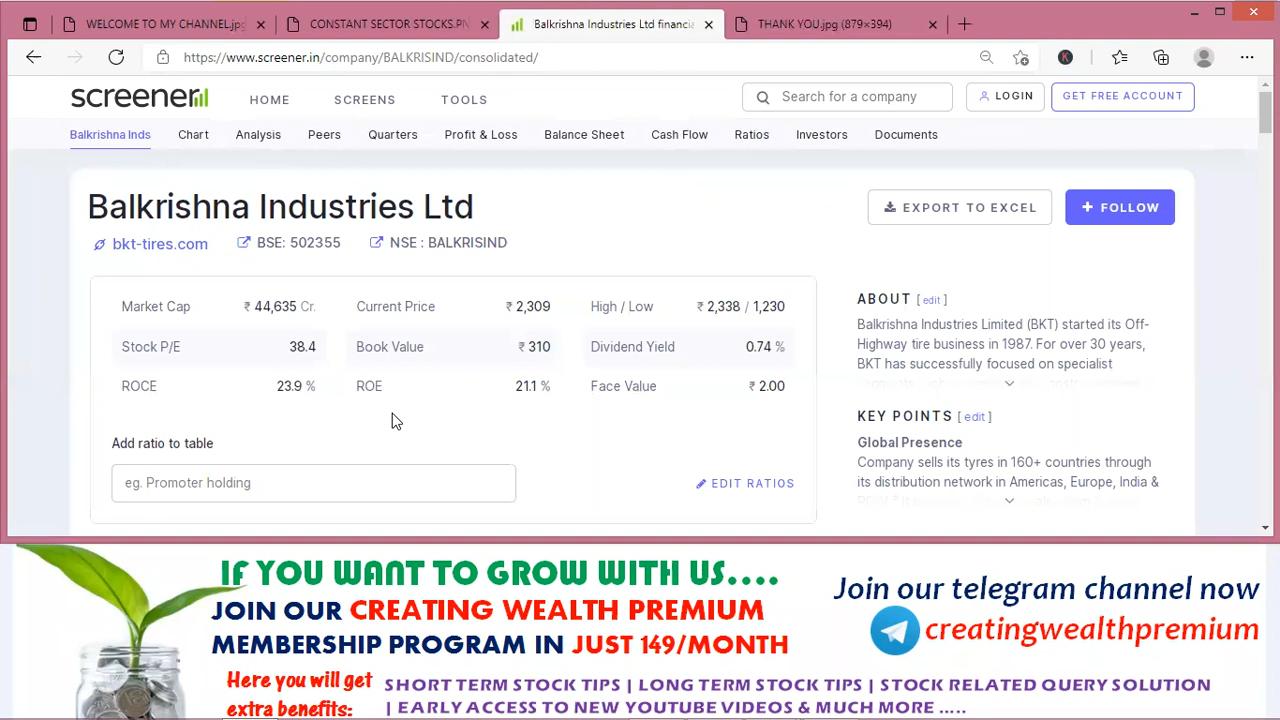 WELCOME TO MY CHANNEL.jpg
CONSTANT SECTOR STOCKS.PN
Balkrishna Industries Ltd financi
THANK YOU.jpg (879×394)
https://www.screener.in/company/BALKRISIND/consolidated/
screener
HOME
SCREENS
TOOLS
Search for a company
LOGIN
GET FREE ACCOUNT
Balkrishna Inds
Chart
Analysis
Peers
Quarters
Profit & Loss
Balance Sheet
Cash Flow
Ratios
Investors
Documents
Balkrishna Industries Ltd
EXPORT TO EXCEL
+ FOLLOW
bkt-tires.com
BSE: 502355
NSE : BALKRISIND
Market Cap ₹ 44,635 Cr.
Current Price ₹ 2,309
High / Low ₹ 2,338 / 1,230
Stock P/E 38.4
Book Value ₹ 310
Dividend Yield 0.74 %
ROCE 23.9 %
ROE 21.1 %
Face Value ₹ 2.00
Add ratio to table
eg. Promoter holding
EDIT RATIOS
ABOUT [ edit ]
Balkrishna Industries Limited (BKT) started its Off-
Highway tire business in 1987. For over 30 years,
BKT has successfully focused on specialist
KEY POINTS [ edit ]
Global Presence
Company sells its tyres in 160+ countries through
its distribution network in Americas, Europe, India &
IF YOU WANT TO GROW WITH US....
JOIN OUR CREATING WEALTH PREMIUM
MEMBERSHIP PROGRAM IN JUST 149/MONTH
Join our telegram channel now
creatingwealthpremium
Here you will get
extra benefits:
SHORT TERM STOCK TIPS | LONG TERM STOCK TIPS | STOCK RELATED QUERY SOLUTION
| EARLY ACCESS TO NEW YOUTUBE VIDEOS & MUCH MORE .....